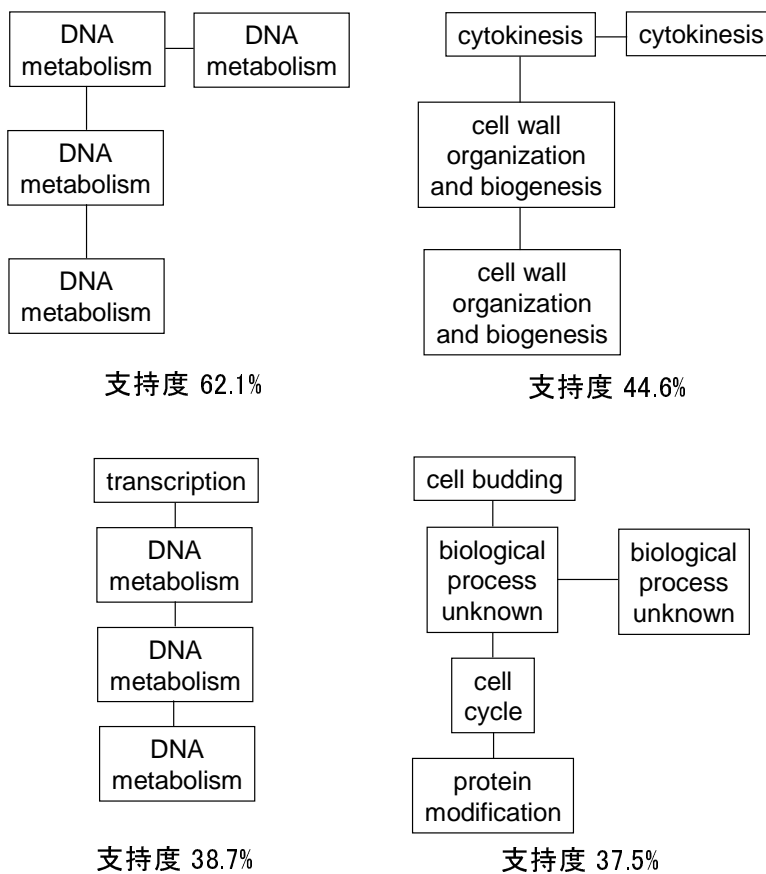 DNA
metabolism
DNA
metabolism
DNA
metabolism
DNA
metabolism
支持度 62.1%
cytokinesis
cytokinesis
cell wall
organization
and biogenesis
cell wall
organization
and biogenesis
支持度 44.6%
transcription
DNA
metabolism
DNA
metabolism
DNA
metabolism
支持度 38.7%
cell budding
biological
process
unknown
biological
process
unknown
cell
cycle
protein
modification
支持度 37.5%